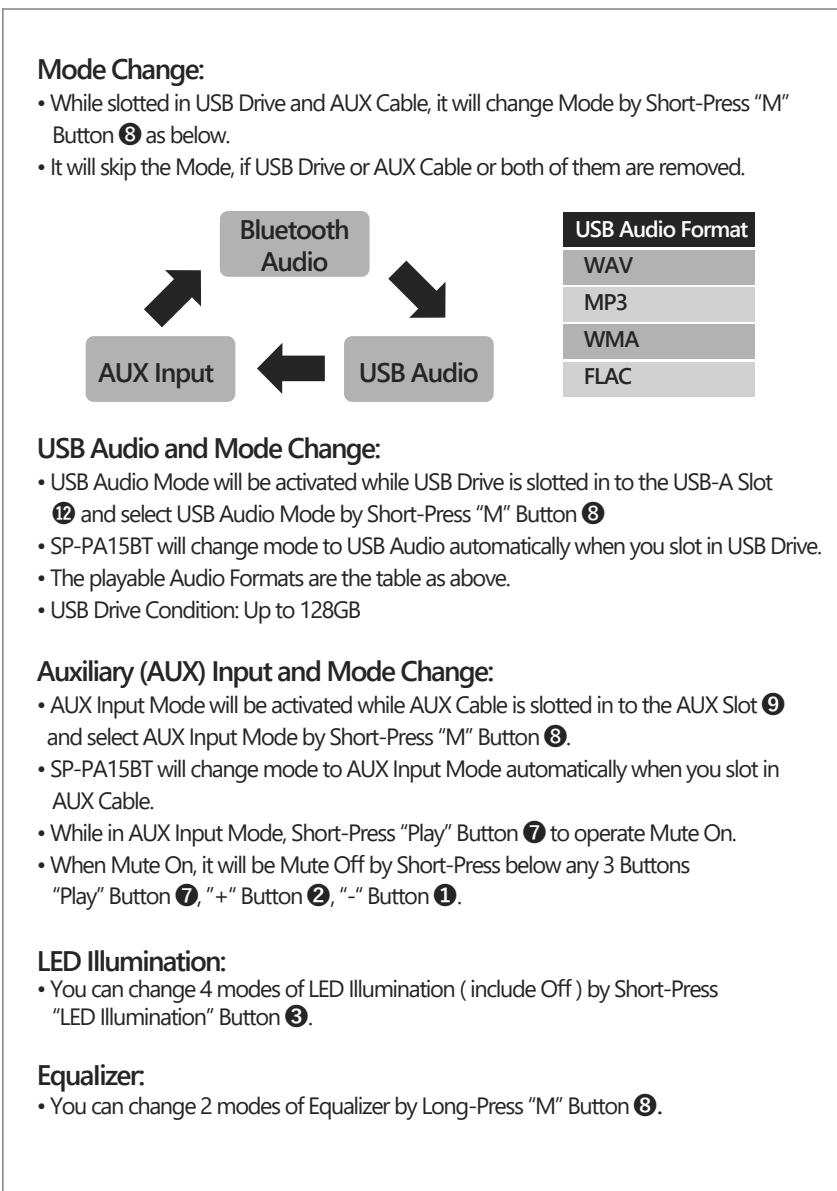 Mode Change:
• While slotted in USB Drive and AUX Cable, it will change Mode by Short-Press “M”
Button ❽ as below.
• It will skip the Mode, if USB Drive or AUX Cable or both of them are removed.
Bluetooth
Audio
AUX Input
USB Audio
USB Audio Format
WAV
MP3
WMA
FLAC
USB Audio and Mode Change:
• USB Audio Mode will be activated while USB Drive is slotted in to the USB-A Slot
⓬ and select USB Audio Mode by Short-Press “M” Button ❽
• SP-PA15BT will change mode to USB Audio automatically when you slot in USB Drive.
• The playable Audio Formats are the table as above.
• USB Drive Condition: Up to 128GB
Auxiliary (AUX) Input and Mode Change:
• AUX Input Mode will be activated while AUX Cable is slotted in to the AUX Slot ❾
and select AUX Input Mode by Short-Press “M” Button ❽.
• SP-PA15BT will change mode to AUX Input Mode automatically when you slot in
AUX Cable.
• While in AUX Input Mode, Short-Press “Play” Button ❼ to operate Mute On.
• When Mute On, it will be Mute Off by Short-Press below any 3 Buttons
“Play” Button ❼, “+“ Button ❷, “-“ Button ❶.
LED Illumination:
• You can change 4 modes of LED Illumination ( include Off ) by Short-Press
“LED Illumination” Button ❸.
Equalizer:
• You can change 2 modes of Equalizer by Long-Press “M” Button ❽.